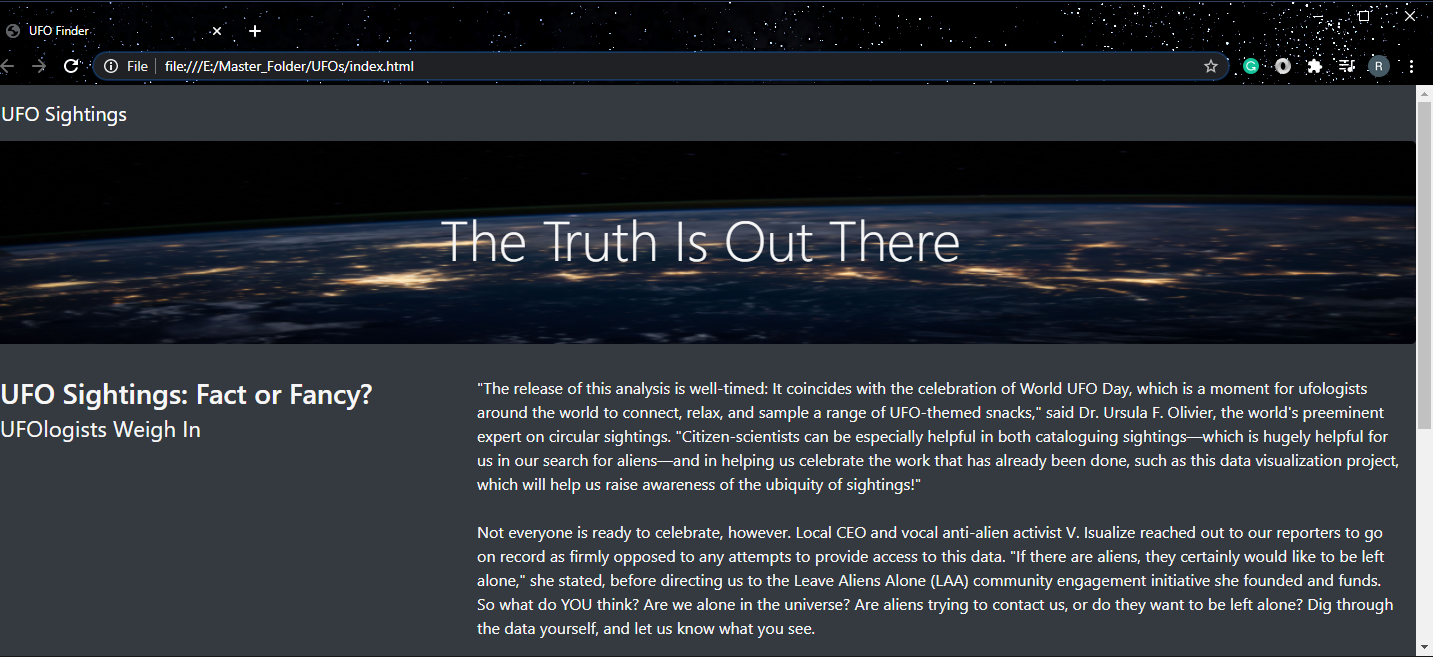 UFO Finder
File
file:///E:/Master_Folder/UFOs/index.html
R
UFO Sightings
The Truth Is Out There
UFO Sightings: Fact or Fancy?
UFOlogists Weigh In
"The release of this analysis is well-timed: It coincides with the celebration of World UFO Day, which is a moment for ufologists
around the world to connect, relax, and sample a range of UFO-themed snacks," said Dr. Ursula F. Olivier, the world's preeminent
expert on circular sightings. "Citizen-scientists can be especially helpful in both cataloguing sightings—which is hugely helpful for
us in our search for aliens—and in helping us celebrate the work that has already been done, such as this data visualization project,
which will help us raise awareness of the ubiquity of sightings!"
Not everyone is ready to celebrate, however. Local CEO and vocal anti-alien activist V. Isualize reached out to our reporters to go
on record as firmly opposed to any attempts to provide access to this data. "If there are aliens, they certainly would like to be left
alone," she stated, before directing us to the Leave Aliens Alone (LAA) community engagement initiative she founded and funds.
So what do YOU think? Are we alone in the universe? Are aliens trying to contact us, or do they want to be left alone? Dig through
the data yourself, and let us know what you see.